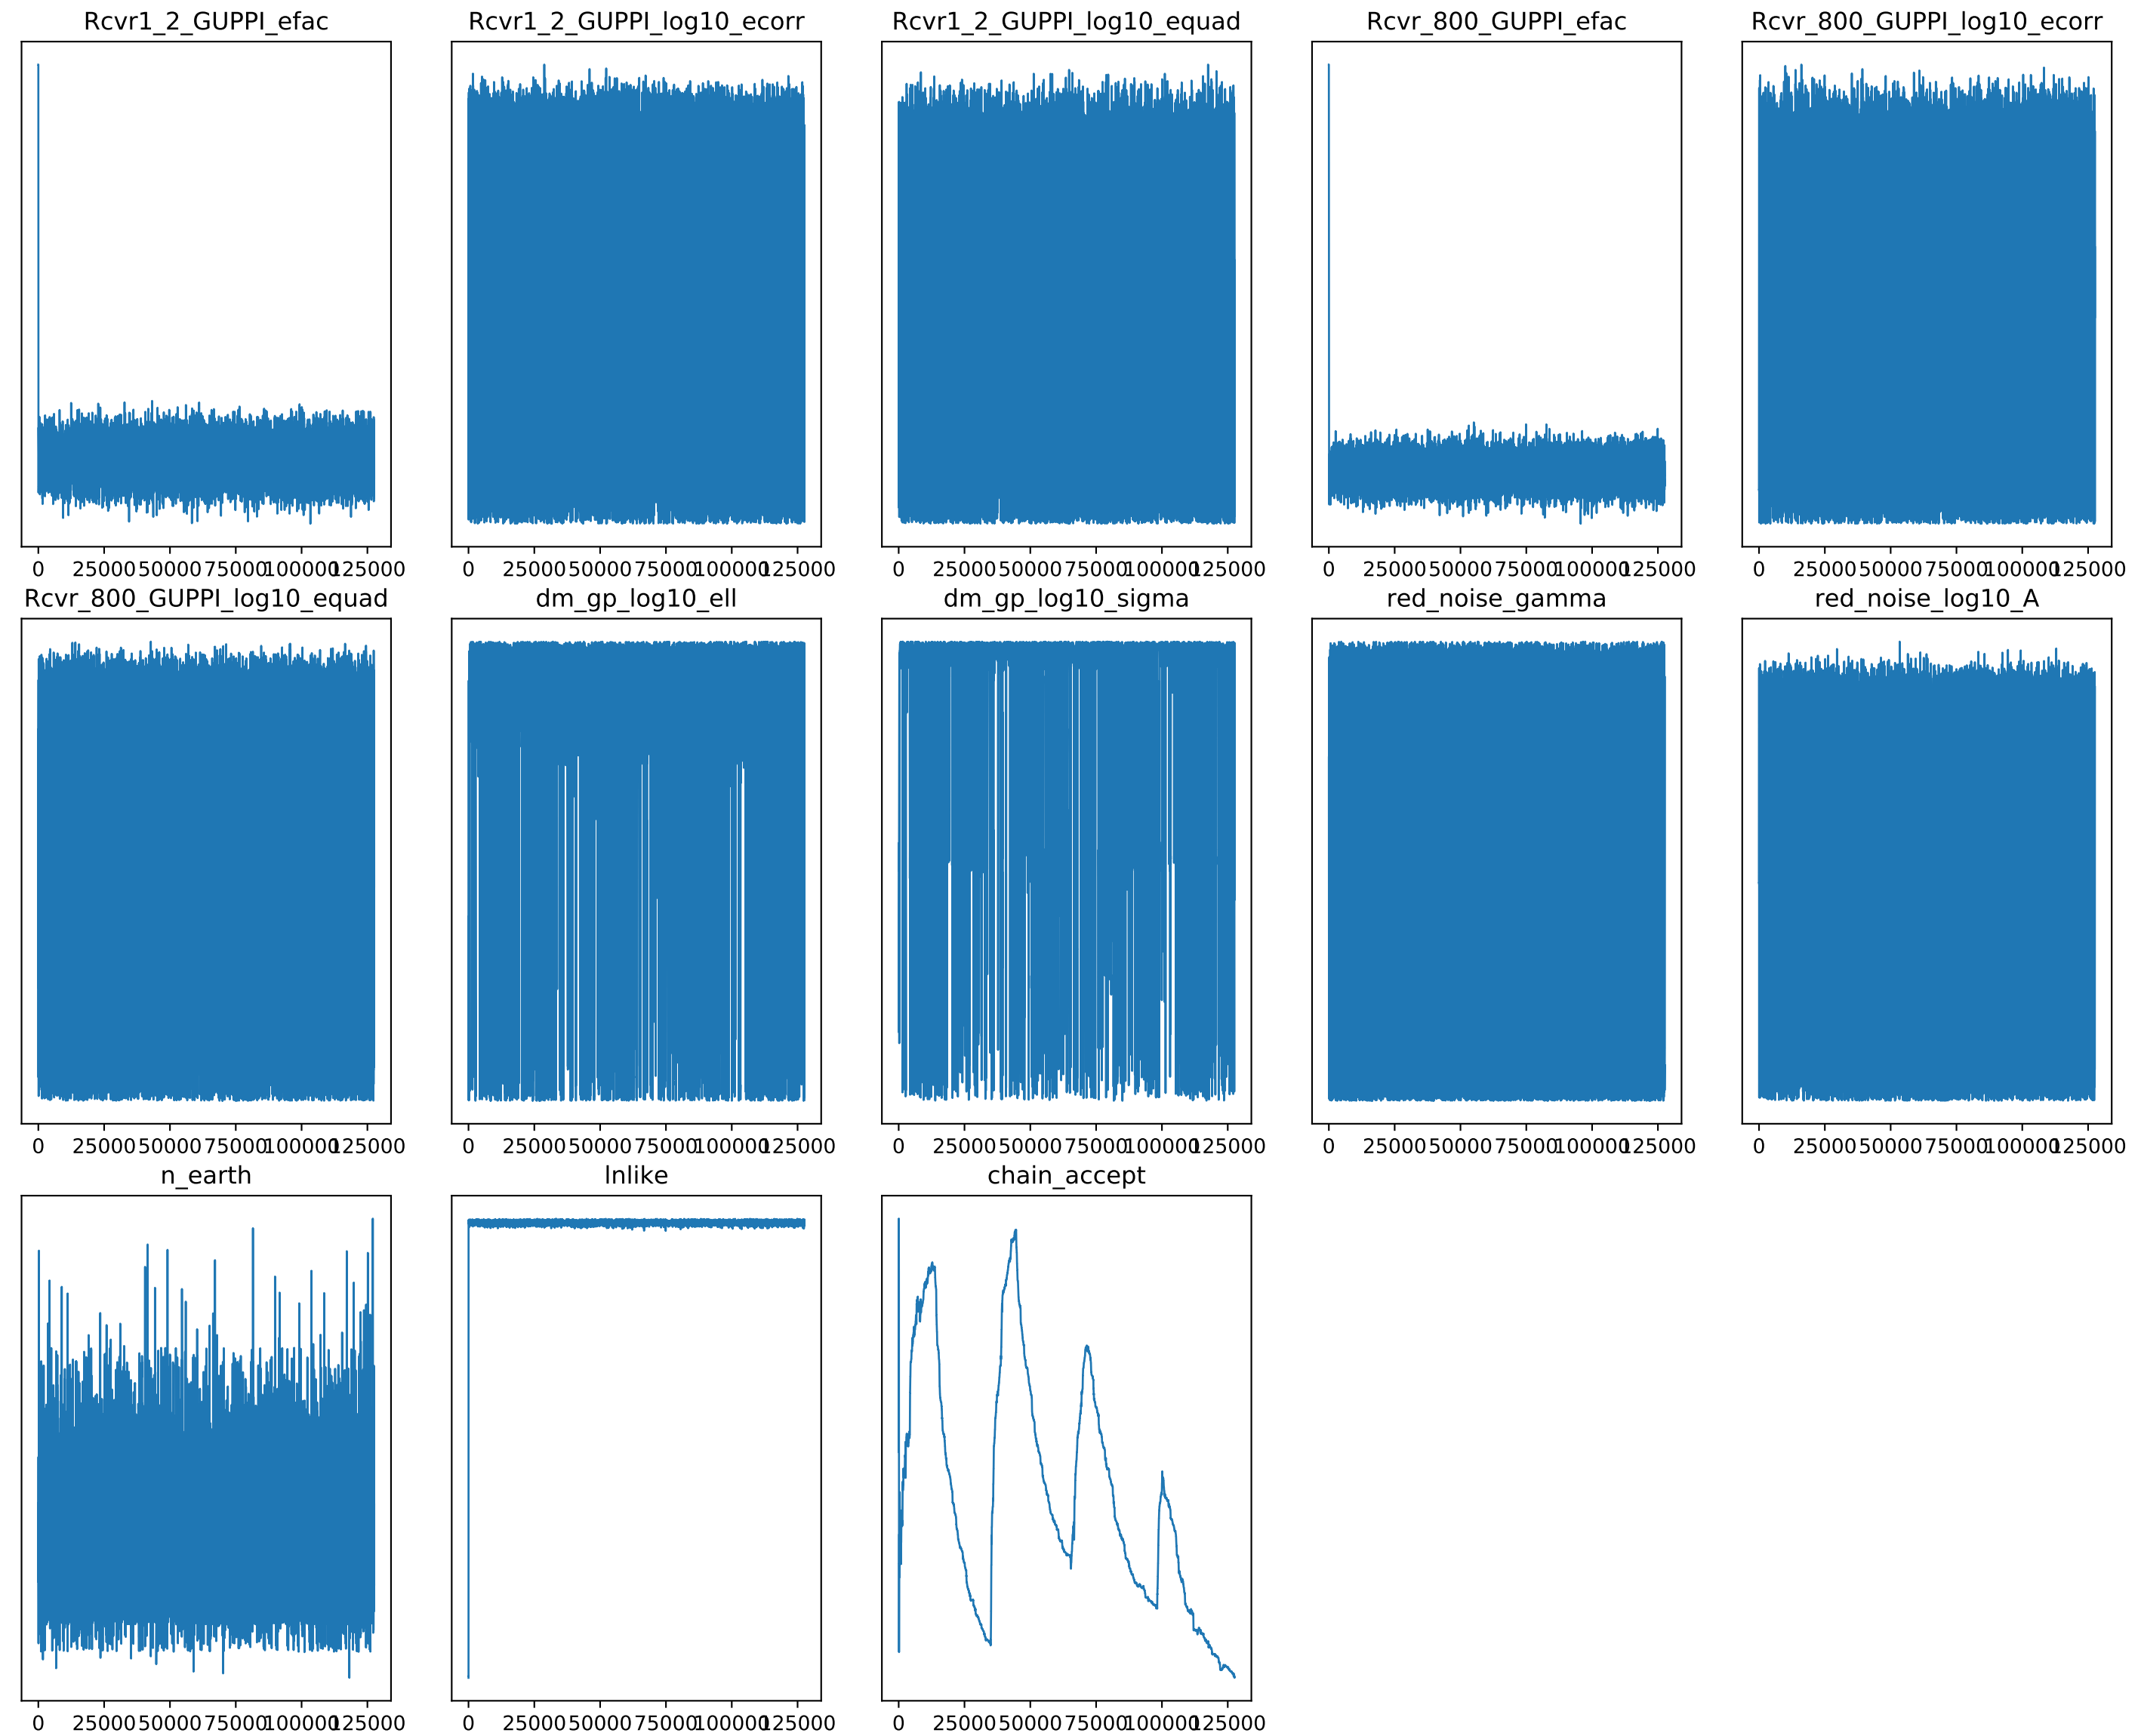 Rcvr1_2_GUPPI_efac
Rcvr1_2_GUPPI_log10_ecorr
Rcvr1_2_GUPPI_log10_equad
Rcvr_800_GUPPI_efac
Rcvr_800_GUPPI_log10_ecorr
0 25000 50000 75000 100000 125000
0 25000 50000 75000 100000 125000
0 25000 50000 75000 100000 125000
0 25000 50000 75000 100000 125000
0 25000 50000 75000 100000 125000
Rcvr_800_GUPPI_log10_equad
dm_gp_log10_ell
dm_gp_log10_sigma
red_noise_gamma
red_noise_log10_A
0 25000 50000 75000 100000 125000
0 25000 50000 75000 100000 125000
0 25000 50000 75000 100000 125000
0 25000 50000 75000 100000 125000
0 25000 50000 75000 100000 125000
n_earth
lnlike
chain_accept
0 25000 50000 75000 100000 125000
0 25000 50000 75000 100000 125000
0 25000 50000 75000 100000 125000